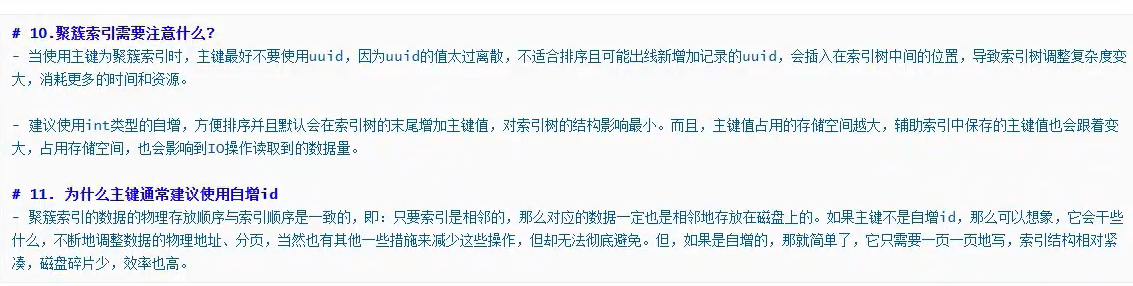 # 10.聚簇索引需要注意什么?
- 当使用主键为聚簇索引时，主键最好不要使用uuid，因为uuid的值太过离散，不适合排序且可能出线新增加记录的uuid，会插入在索引树中间的位置，导致索引树调整复杂度变
大，消耗更多的时间和资源。
- 建议使用int类型的自增，方便排序并且默认会在索引树的末尾增加主键值，对索引树的结构影响最小。而且，主键值占用的存储空间越大，辅助索引中保存的主键值也会跟着变
大，占用存储空间，也会影响到IO操作读取到的数据量。
# 11. 为什么主键通常建议使用自增id
- 聚簇索引的数据的物理存放顺序与索引顺序是一致的，即：只要索引是相邻的，那么对应的数据一定也是相邻地存放在磁盘上的。如果主键不是自增id，那么可以想象，它会干些
什么，不断地调整数据的物理地址、分页，当然也有其他一些措施来减少这些操作，但却无法彻底避免。但，如果是自增的，那就简单了，它只需要一页一页地写，索引结构相对紧
凑，磁盘碎片少，效率也高。